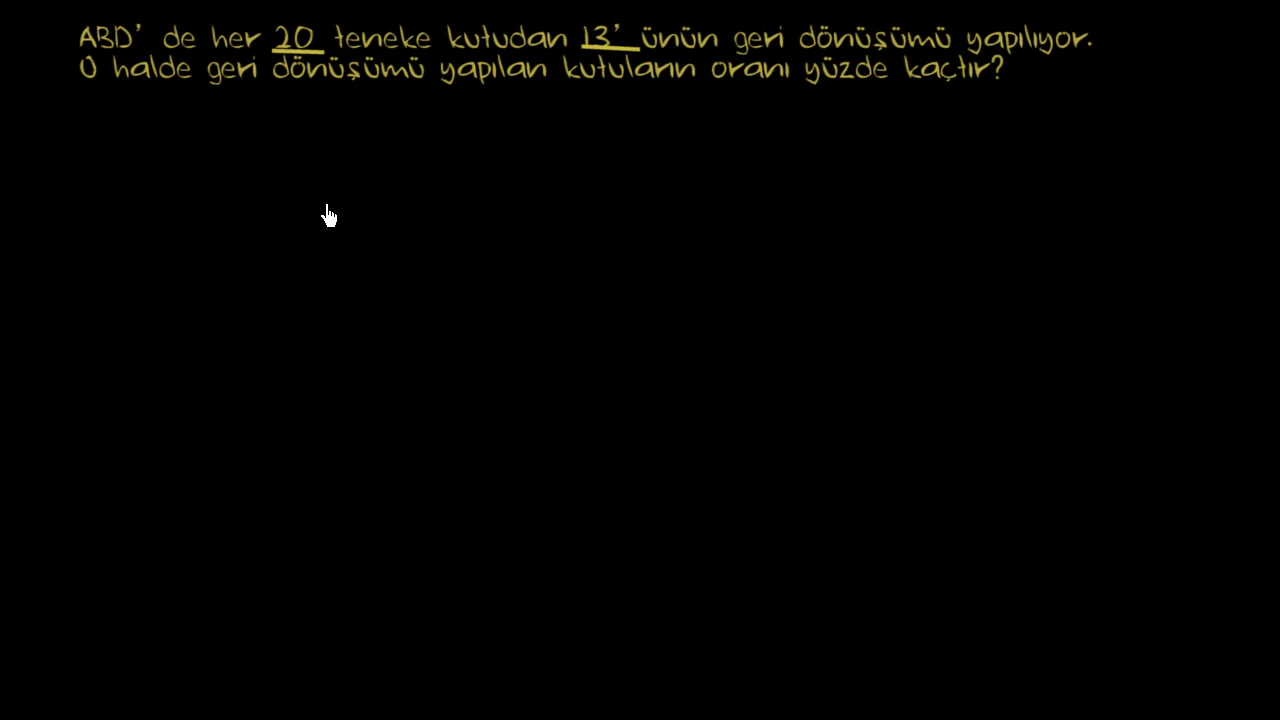 ABD' de her 20 teneke kutudan 13' ünün geri dönüşümü yapılıyor.
O halde geri dönüşümü yapılan kutuların oranı yüzde kaçtır?